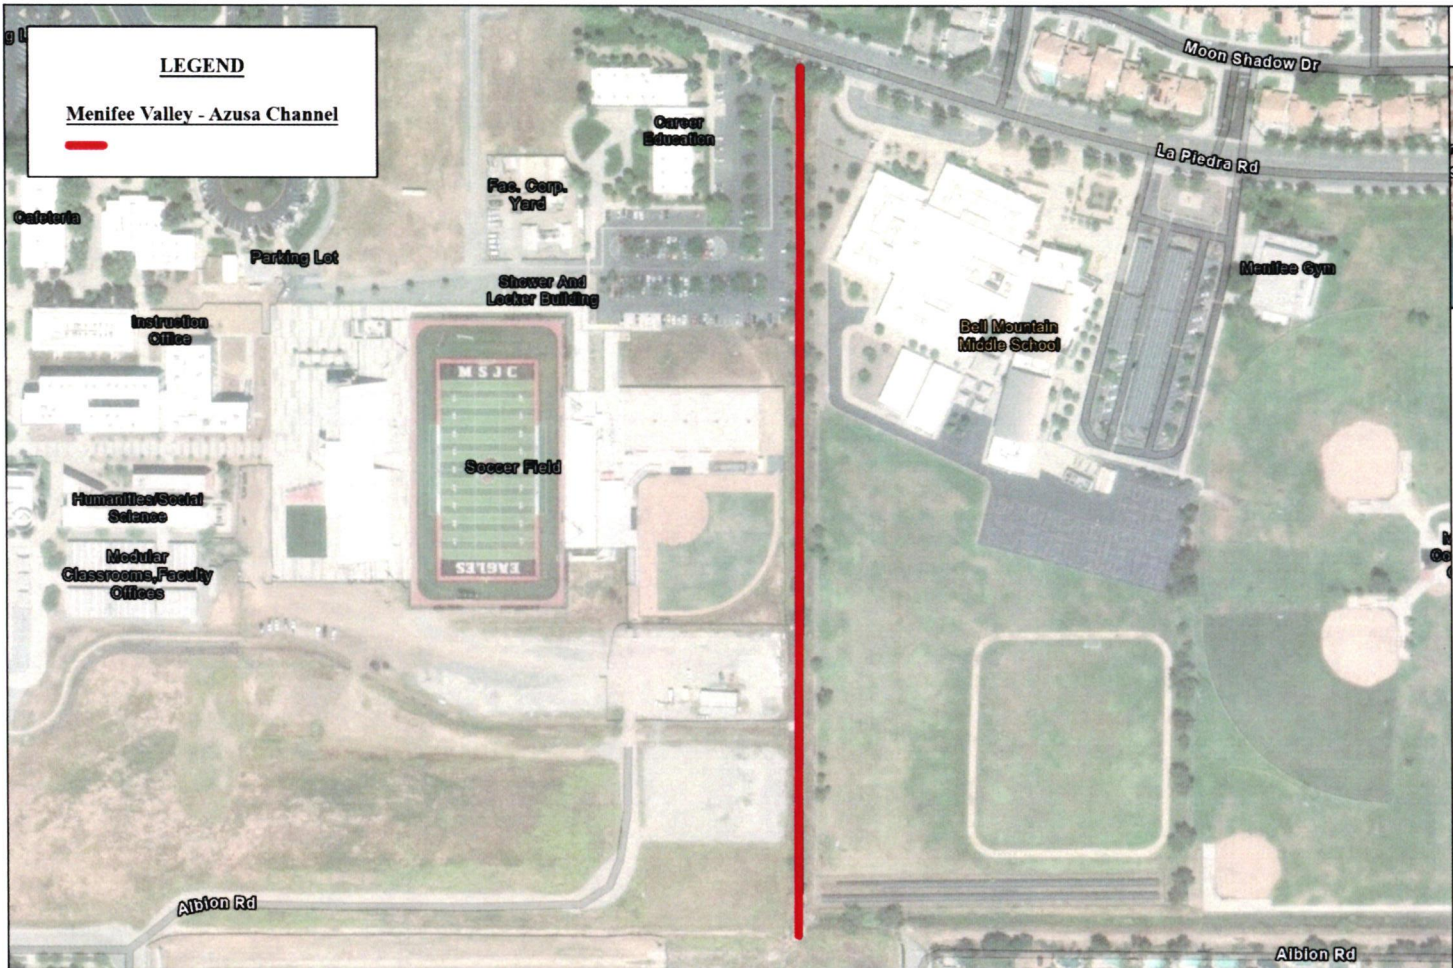 LEGEND
Menifee Valley - Azusa Channel
Moon Shadow Dr
La Piedra Rd
Career
Education
Fac. Corp.
Yard
Cafeteria
Parking Lot
Shower And
Locker Building
Menifee Gym
Instruction
Office
Bell Mountain
Middle School
MSJC
Soccer Field
Humanities/Social
Science
Modular
Classrooms,Faculty
Offices
EAGLES
Albion Rd
Albion Rd